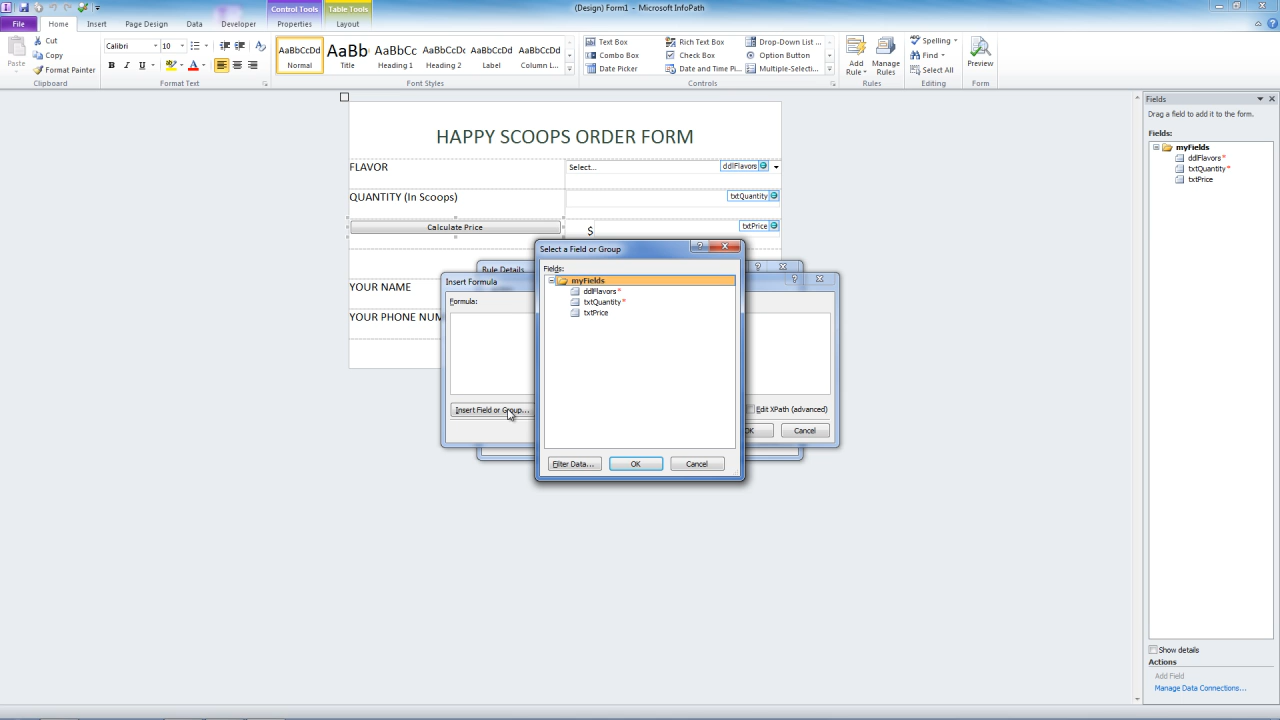 (Design) Form1 - Microsoft InfoPath
Control Tools
Table Tools
File
Home
Insert
Page Design
Data
Developer
Properties
Layout
Paste
Cut
Copy
Format Painter
Clipboard
Calibri
10
B I U
Format Text
AaBbCcDd
Normal
AaBb
Title
AaBbCc
Heading 1
AaBbCcDc
Heading 2
AaBbCcDd
Label
AaBbCcDd
Column L...
Font Styles
Text Box
Combo Box
Date Picker
Rich Text Box
Check Box
Date and Time Pi...
Drop-Down List ...
Option Button
Multiple-Selecti...
Controls
Add
Rule
Manage
Rules
Rules
Spelling
Find
Select All
Editing
Preview
Form
HAPPY SCOOPS ORDER FORM
FLAVOR
Select...
ddlFlavors
QUANTITY (In Scoops)
txtQuantity
Calculate Price
$
txtPrice
YOUR NAME
YOUR PHONE NUM
Rule Details
Insert Formula
Formula:
Insert Field or Group...
Edit XPath (advanced)
OK
Cancel
Select a Field or Group
Fields:
myFields
ddlFlavors*
txtQuantity*
txtPrice
Filter Data...
OK
Cancel
Fields
Drag a field to add it to the form.
Fields:
myFields
ddlFlavors*
txtQuantity*
txtPrice
Show details
Actions
Add Field
Manage Data Connections...